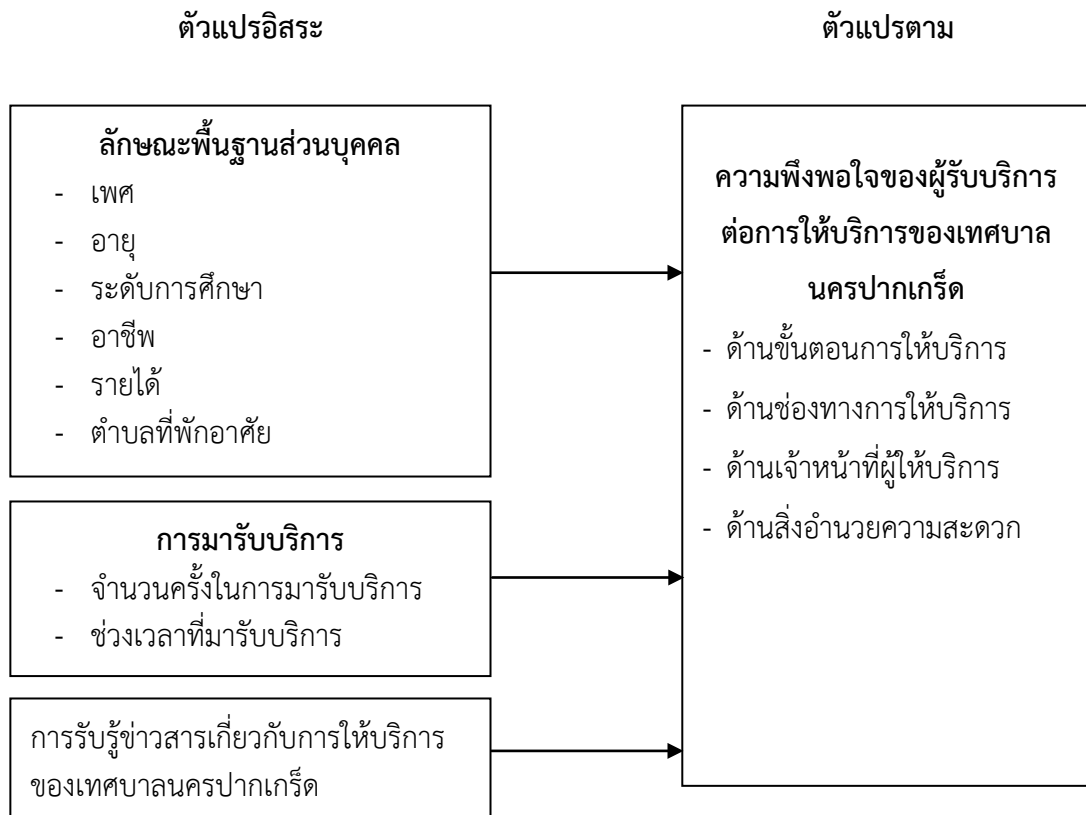 ตัวแปรอิสระ
ตัวแปรตาม
ลักษณะพื้นฐานส่วนบุคคล
- เพศ
- อายุ
- ระดับการศึกษา
- อาชีพ
- รายได้
- ตำบลที่พักอาศัย
การมารับบริการ
- จำนวนครั้งในการมารับบริการ
- ช่วงเวลาที่มารับบริการ
การรับรู้ข่าวสารเกี่ยวกับการให้บริการ
ของเทศบาลนครปากเกร็ด
ความพึงพอใจของผู้รับบริการ
ต่อการให้บริการของเทศบาล
นครปากเกร็ด
- ด้านขั้นตอนการให้บริการ
- ด้านช่องทางการให้บริการ
- ด้านเจ้าหน้าที่ผู้ให้บริการ
- ด้านสิ่งอำนวยความสะดวก